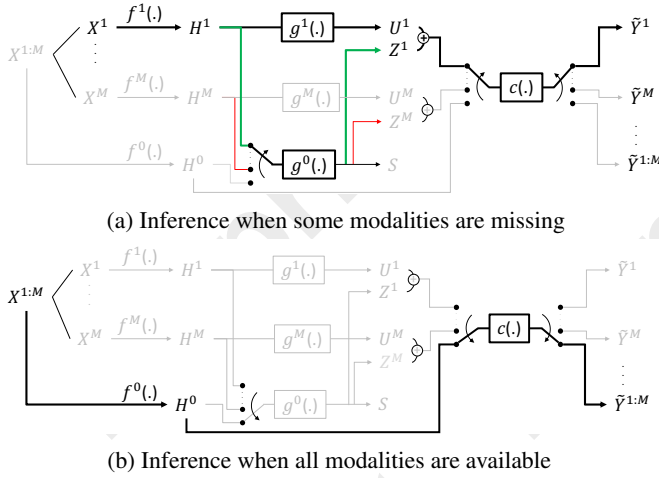 X^1 f^1(.) H^1 g^1(.) U^1 Ỹ^1
Z^1
X^{1:M}
X^M f^M(.) H^M g^M(.) U^M c(.) Ỹ^M
Z^M
f^0(.) H^0 g^0(.) S Ỹ^{1:M}
(a) Inference when some modalities are missing
X^1 f^1(.) H^1 g^1(.) U^1 Ỹ^1
Z^1
X^{1:M}
X^M f^M(.) H^M g^M(.) U^M c(.) Ỹ^M
Z^M
f^0(.) H^0 g^0(.) S Ỹ^{1:M}
(b) Inference when all modalities are available